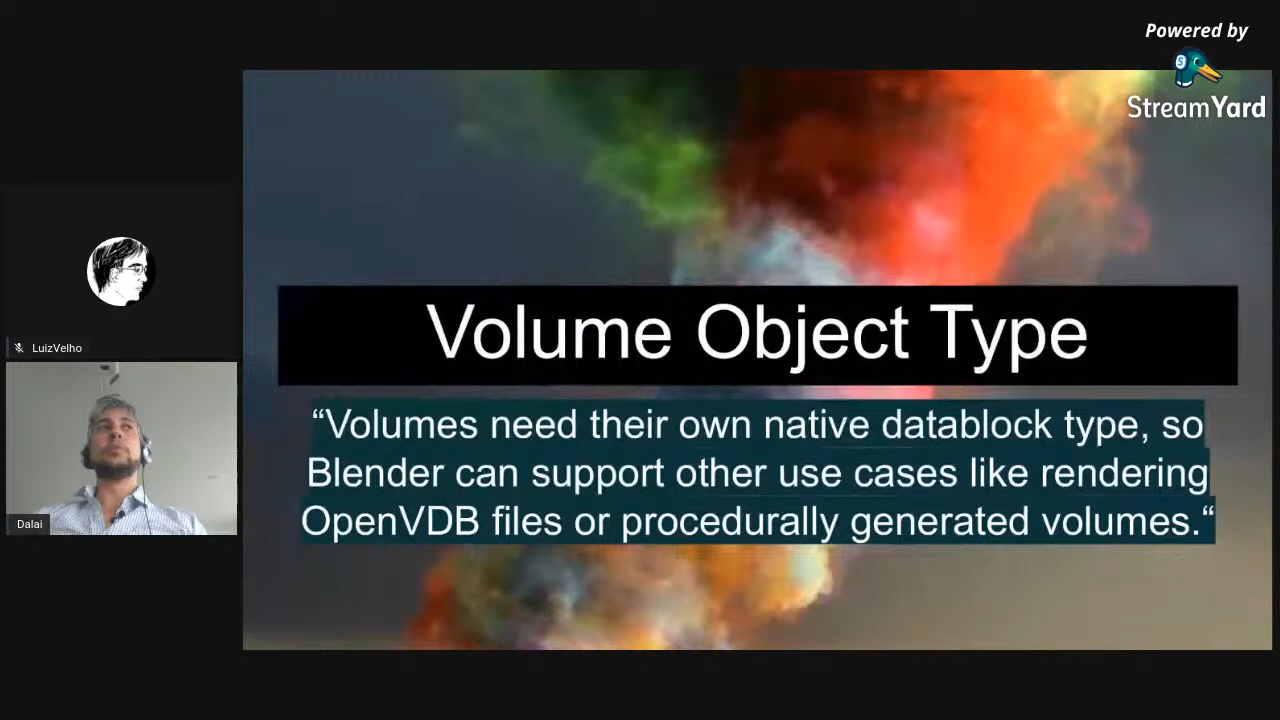 Powered by
StreamYard
LuizVelho
Dalai
Volume Object Type
“Volumes need their own native datablock type, so
Blender can support other use cases like rendering
OpenVDB files or procedurally generated volumes.“